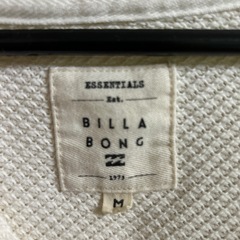 ESSENTIALS
Est.
BILLA
BONG
1973
M